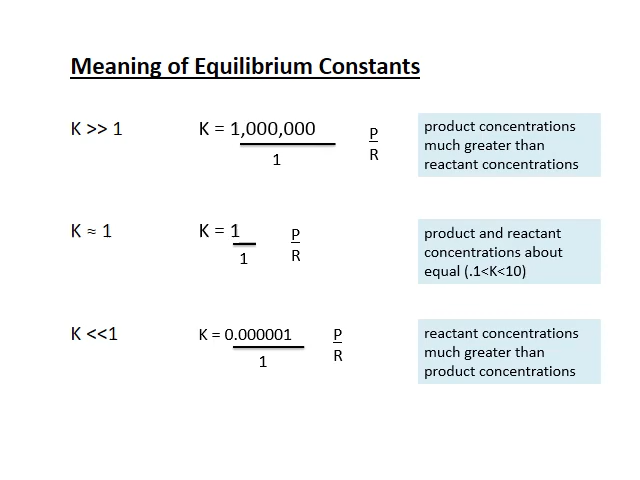 Meaning of Equilibrium Constants
K >> 1
K = 1,000,000
1
P
R
product concentrations
much greater than
reactant concentrations
K ≈ 1
K = 1
1
P
R
product and reactant
concentrations about
equal (.1<K<10)
K <<1
K = 0.000001
1
P
R
reactant concentrations
much greater than
product concentrations